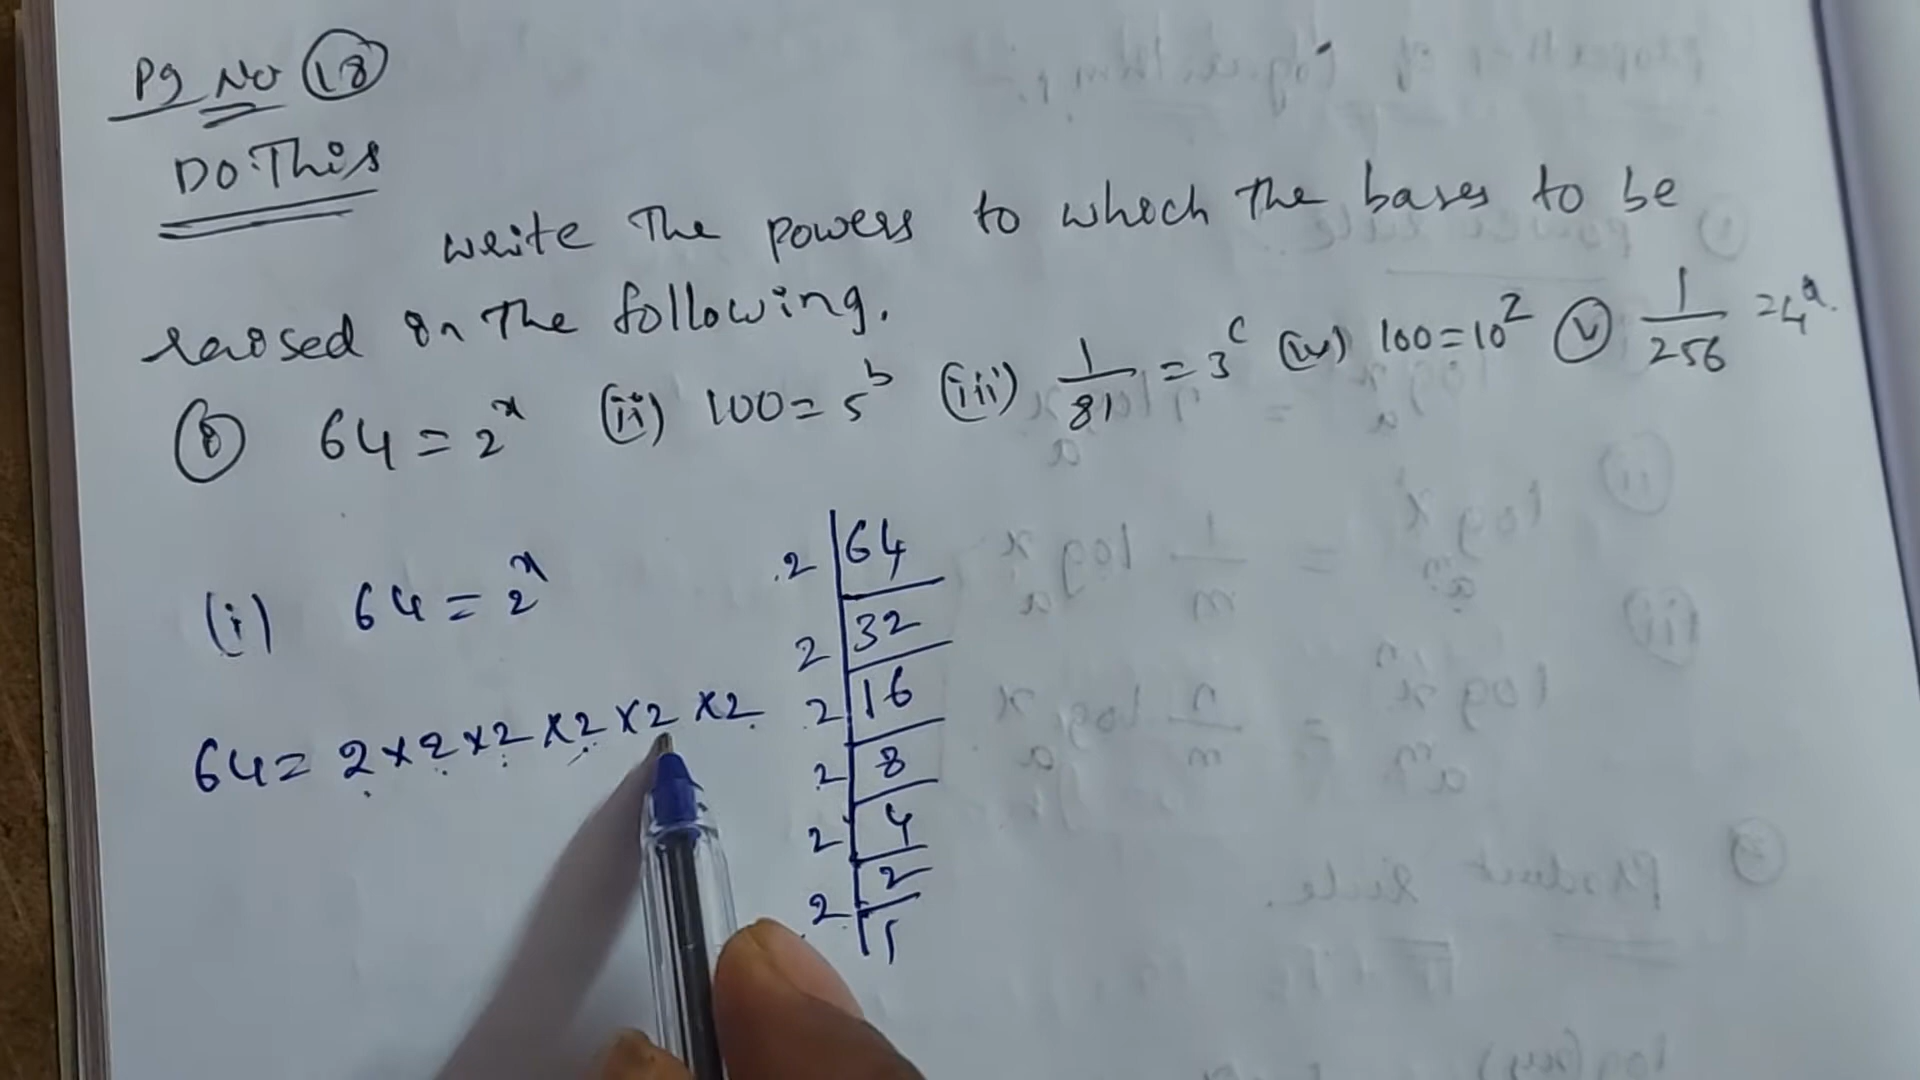 Pg No 18
DO This
write the powers to which the bases to be
raised in the following.
(i) 64 = 2^x (ii) 100 = 5^b (iii) 1/81 = 3^c (iv) 100 = 10^2 (v) 1/256 = 4^a.
(i) 64 = 2^x
64 = 2 × 2 × 2 × 2 × 2 × 2
2 | 64
2 | 32
2 | 16
2 | 8
2 | 4
2 | 2
1